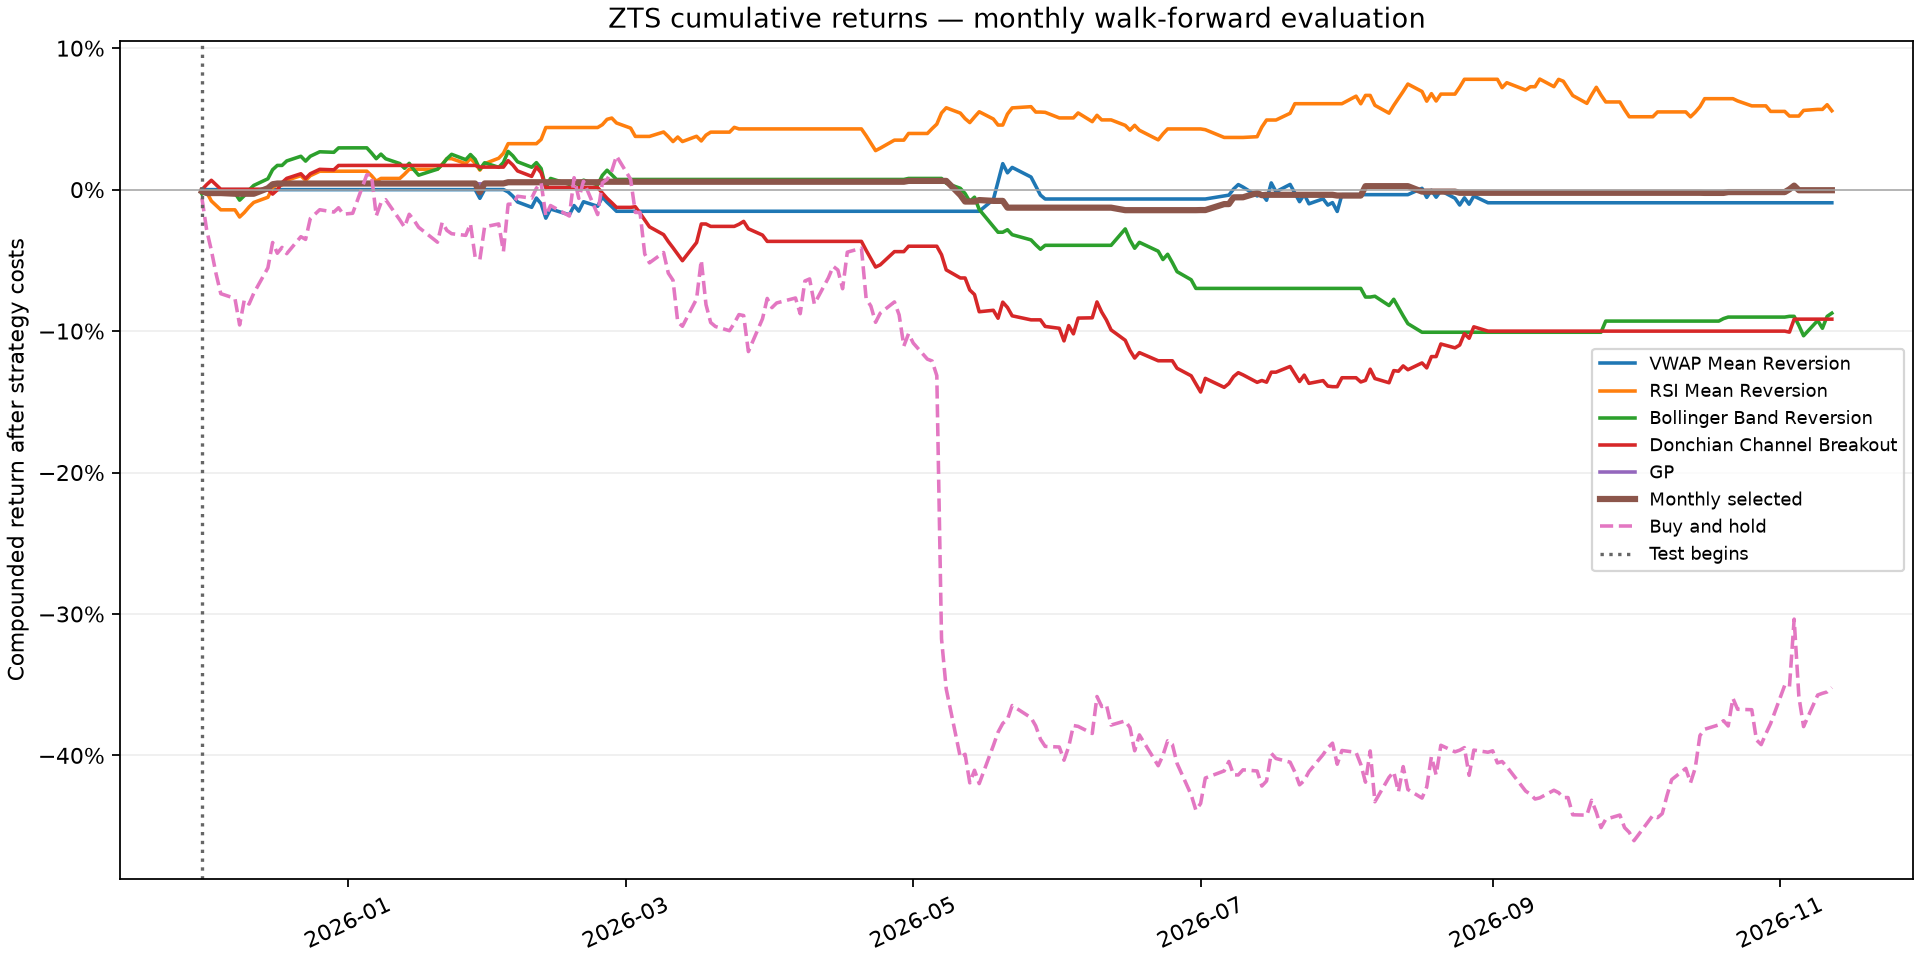 ZTS cumulative returns — monthly walk-forward evaluation
Compounded return after strategy costs
10%
0%
−10%
−20%
−30%
−40%
VWAP Mean Reversion
RSI Mean Reversion
Bollinger Band Reversion
Donchian Channel Breakout
GP
Monthly selected
Buy and hold
Test begins
2026-01
2026-03
2026-05
2026-07
2026-09
2026-11